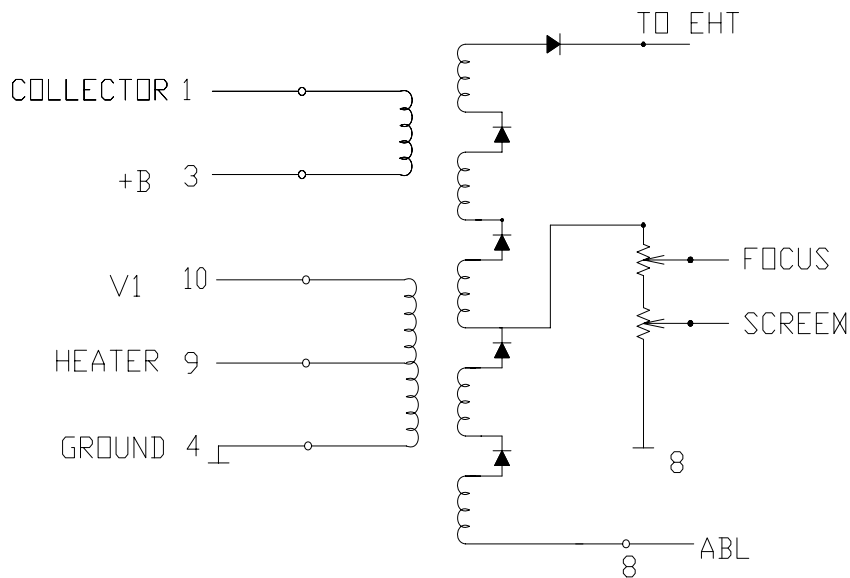 TO EHT
COLLECTOR 1
+B 3
V1 10
FOCUS
SCREEN
HEATER 9
GROUND 4
8
ABL
8